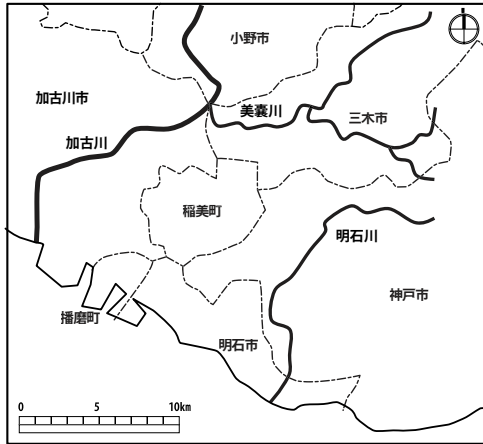 小野市
加古川市
美嚢川
三木市
加古川
稲美町
明石川
神戸市
播磨町
明石市
0 5 10km